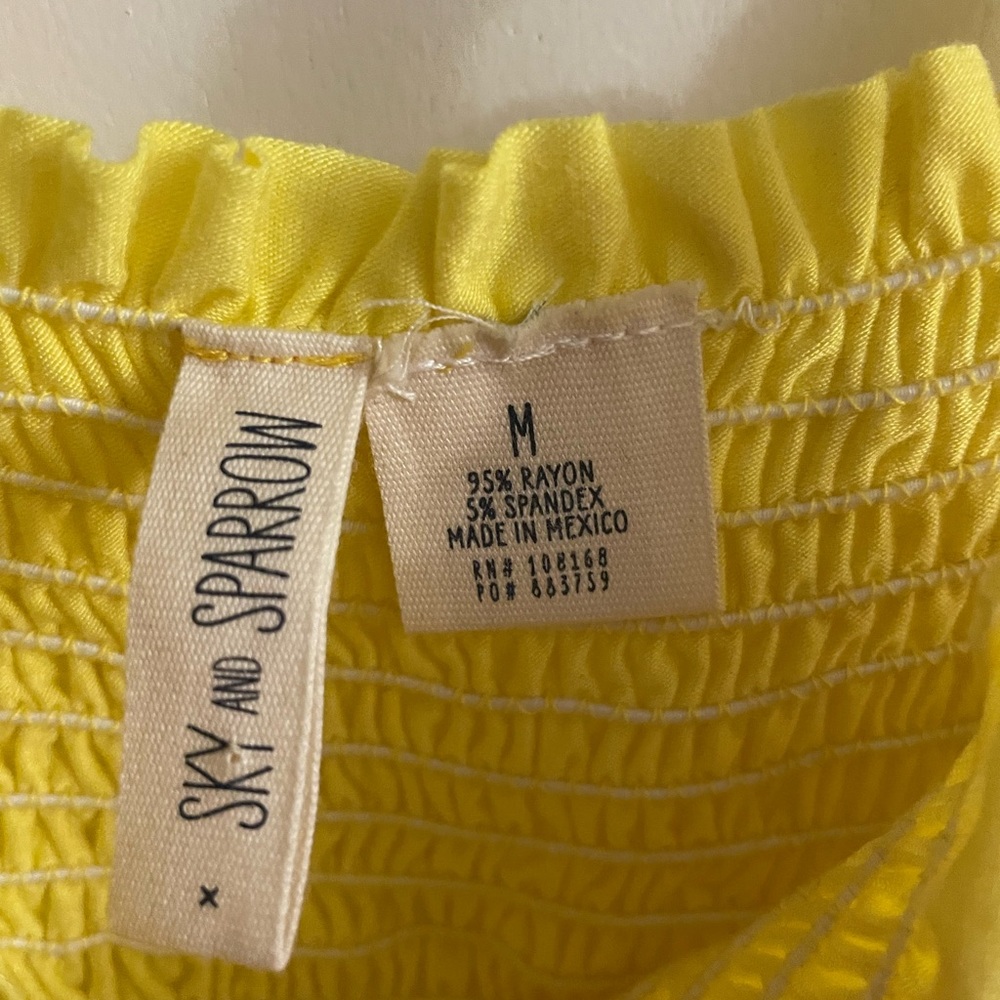 SKY AND SPARROW
x
M
95% RAYON
5% SPANDEX
MADE IN MEXICO
RN# 108168
PO# 883759